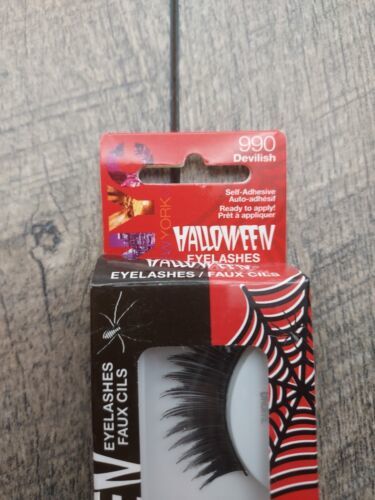 990
Devilish
Self-Adhesive
Auto-adhésif
Ready to apply!
Prêt à appliquer
YORK
HALLOWEEN
EYELASHES
HALLOWEEN
EYELASHES / FAUX CILS
EYELASHES
FAUX CILS